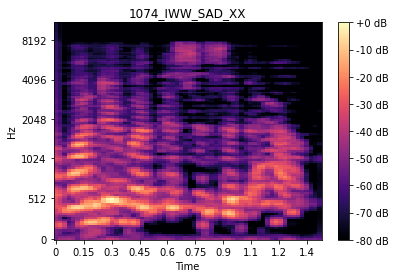 1074_IWW_SAD_XX
Hz
8192
4096
2048
1024
512
0
0 0.15 0.3 0.45 0.6 0.75 0.9 1.1 1.2 1.4
Time
+0 dB
-10 dB
-20 dB
-30 dB
-40 dB
-50 dB
-60 dB
-70 dB
-80 dB